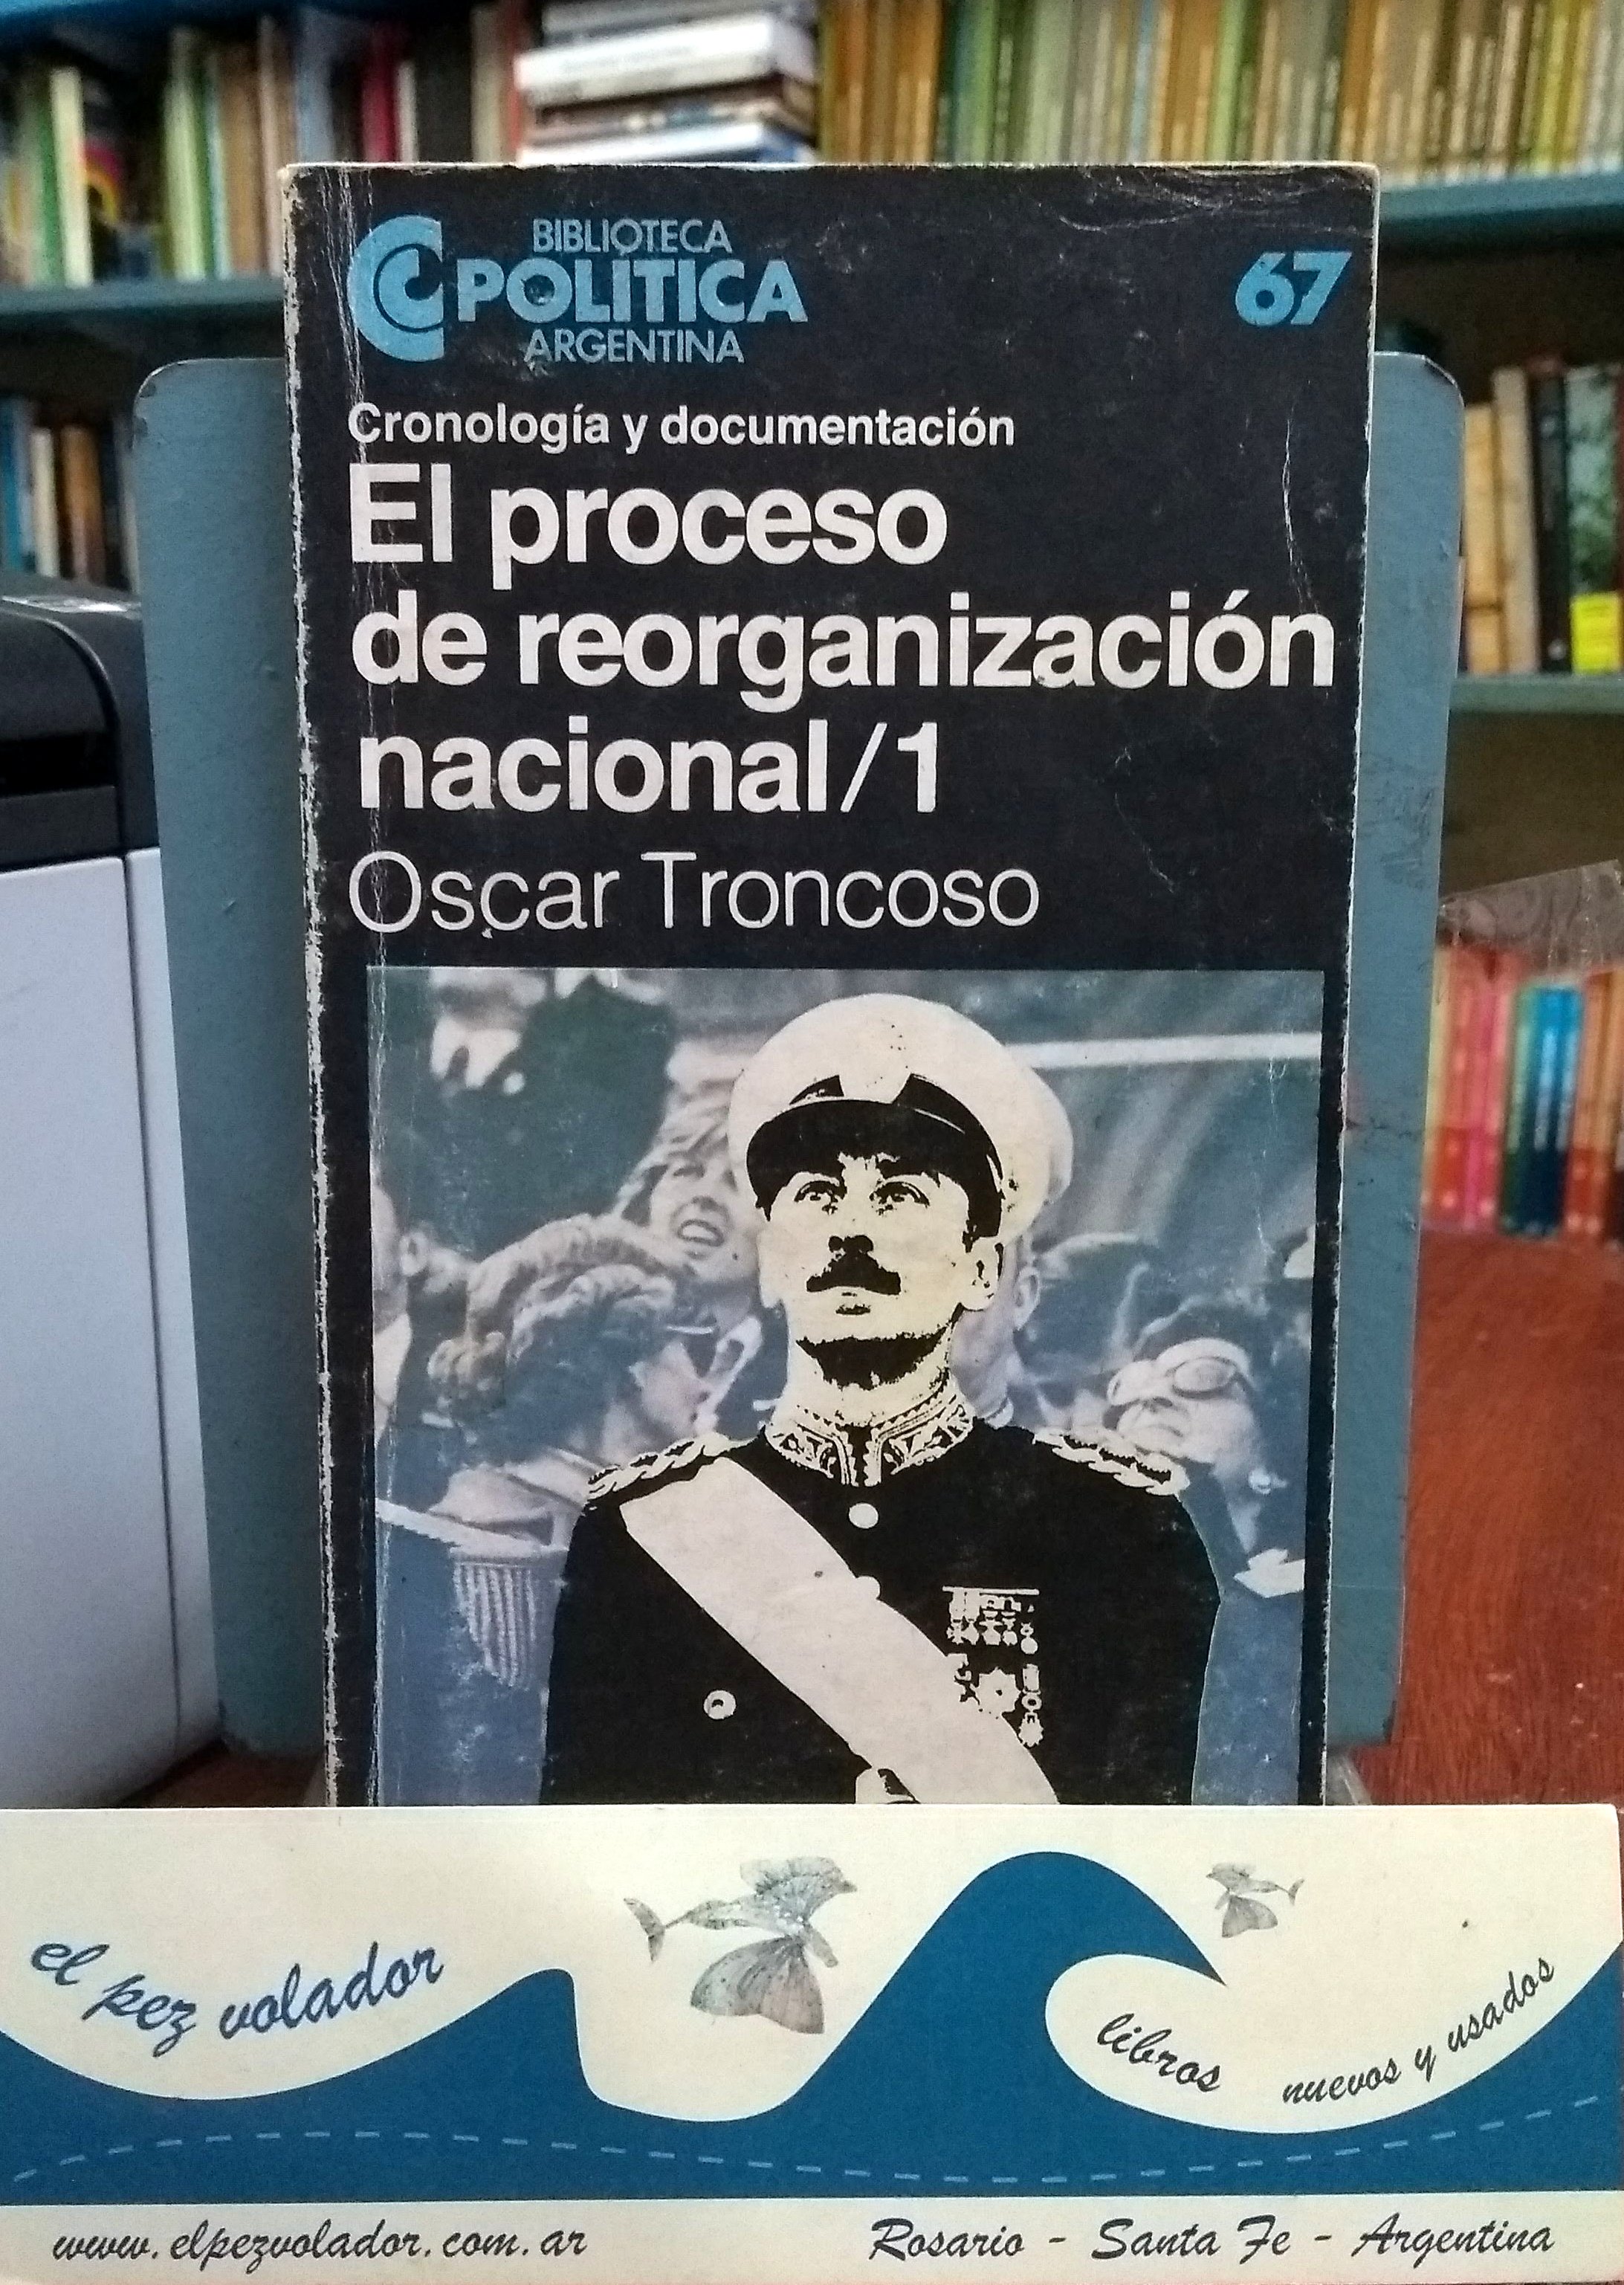 BIBLIOTECA
POLÍTICA
ARGENTINA
67
Cronología y documentación
El proceso
de reorganización
nacional/1
Oscar Troncoso
el pez volador
libros nuevos y usados
www.elpezvolador.com.ar
Rosario - Santa Fe - Argentina